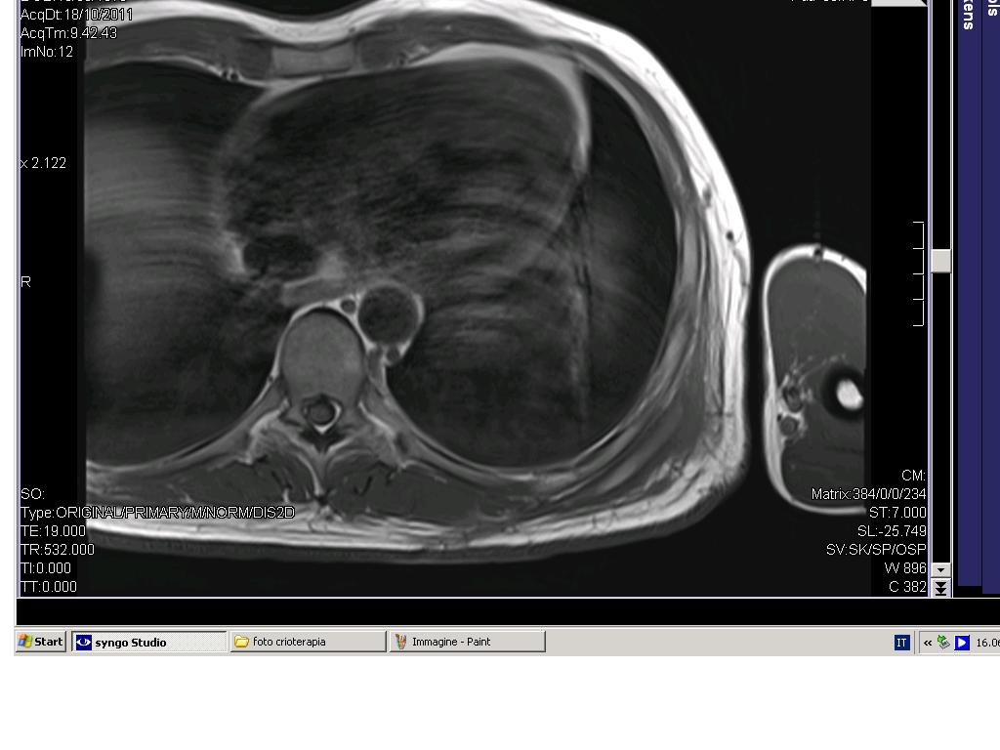 AcqDt:18/10/2011
AcqTm:9.42.43
ImNo:12
x 2.122
R
SO:
Type:ORIGINAL/PRIMARY/M/NORM/DIS2D
TE:19.000
TR:532.000
TI:0.000
TT:0.000
CM:
Matrix:384/0/0/234
ST:7.000
SL:-25.749
SV:SK/SP/OSP
W 896
C 382
Start
syngo Studio
foto crioterapia
Immagine - Paint
IT